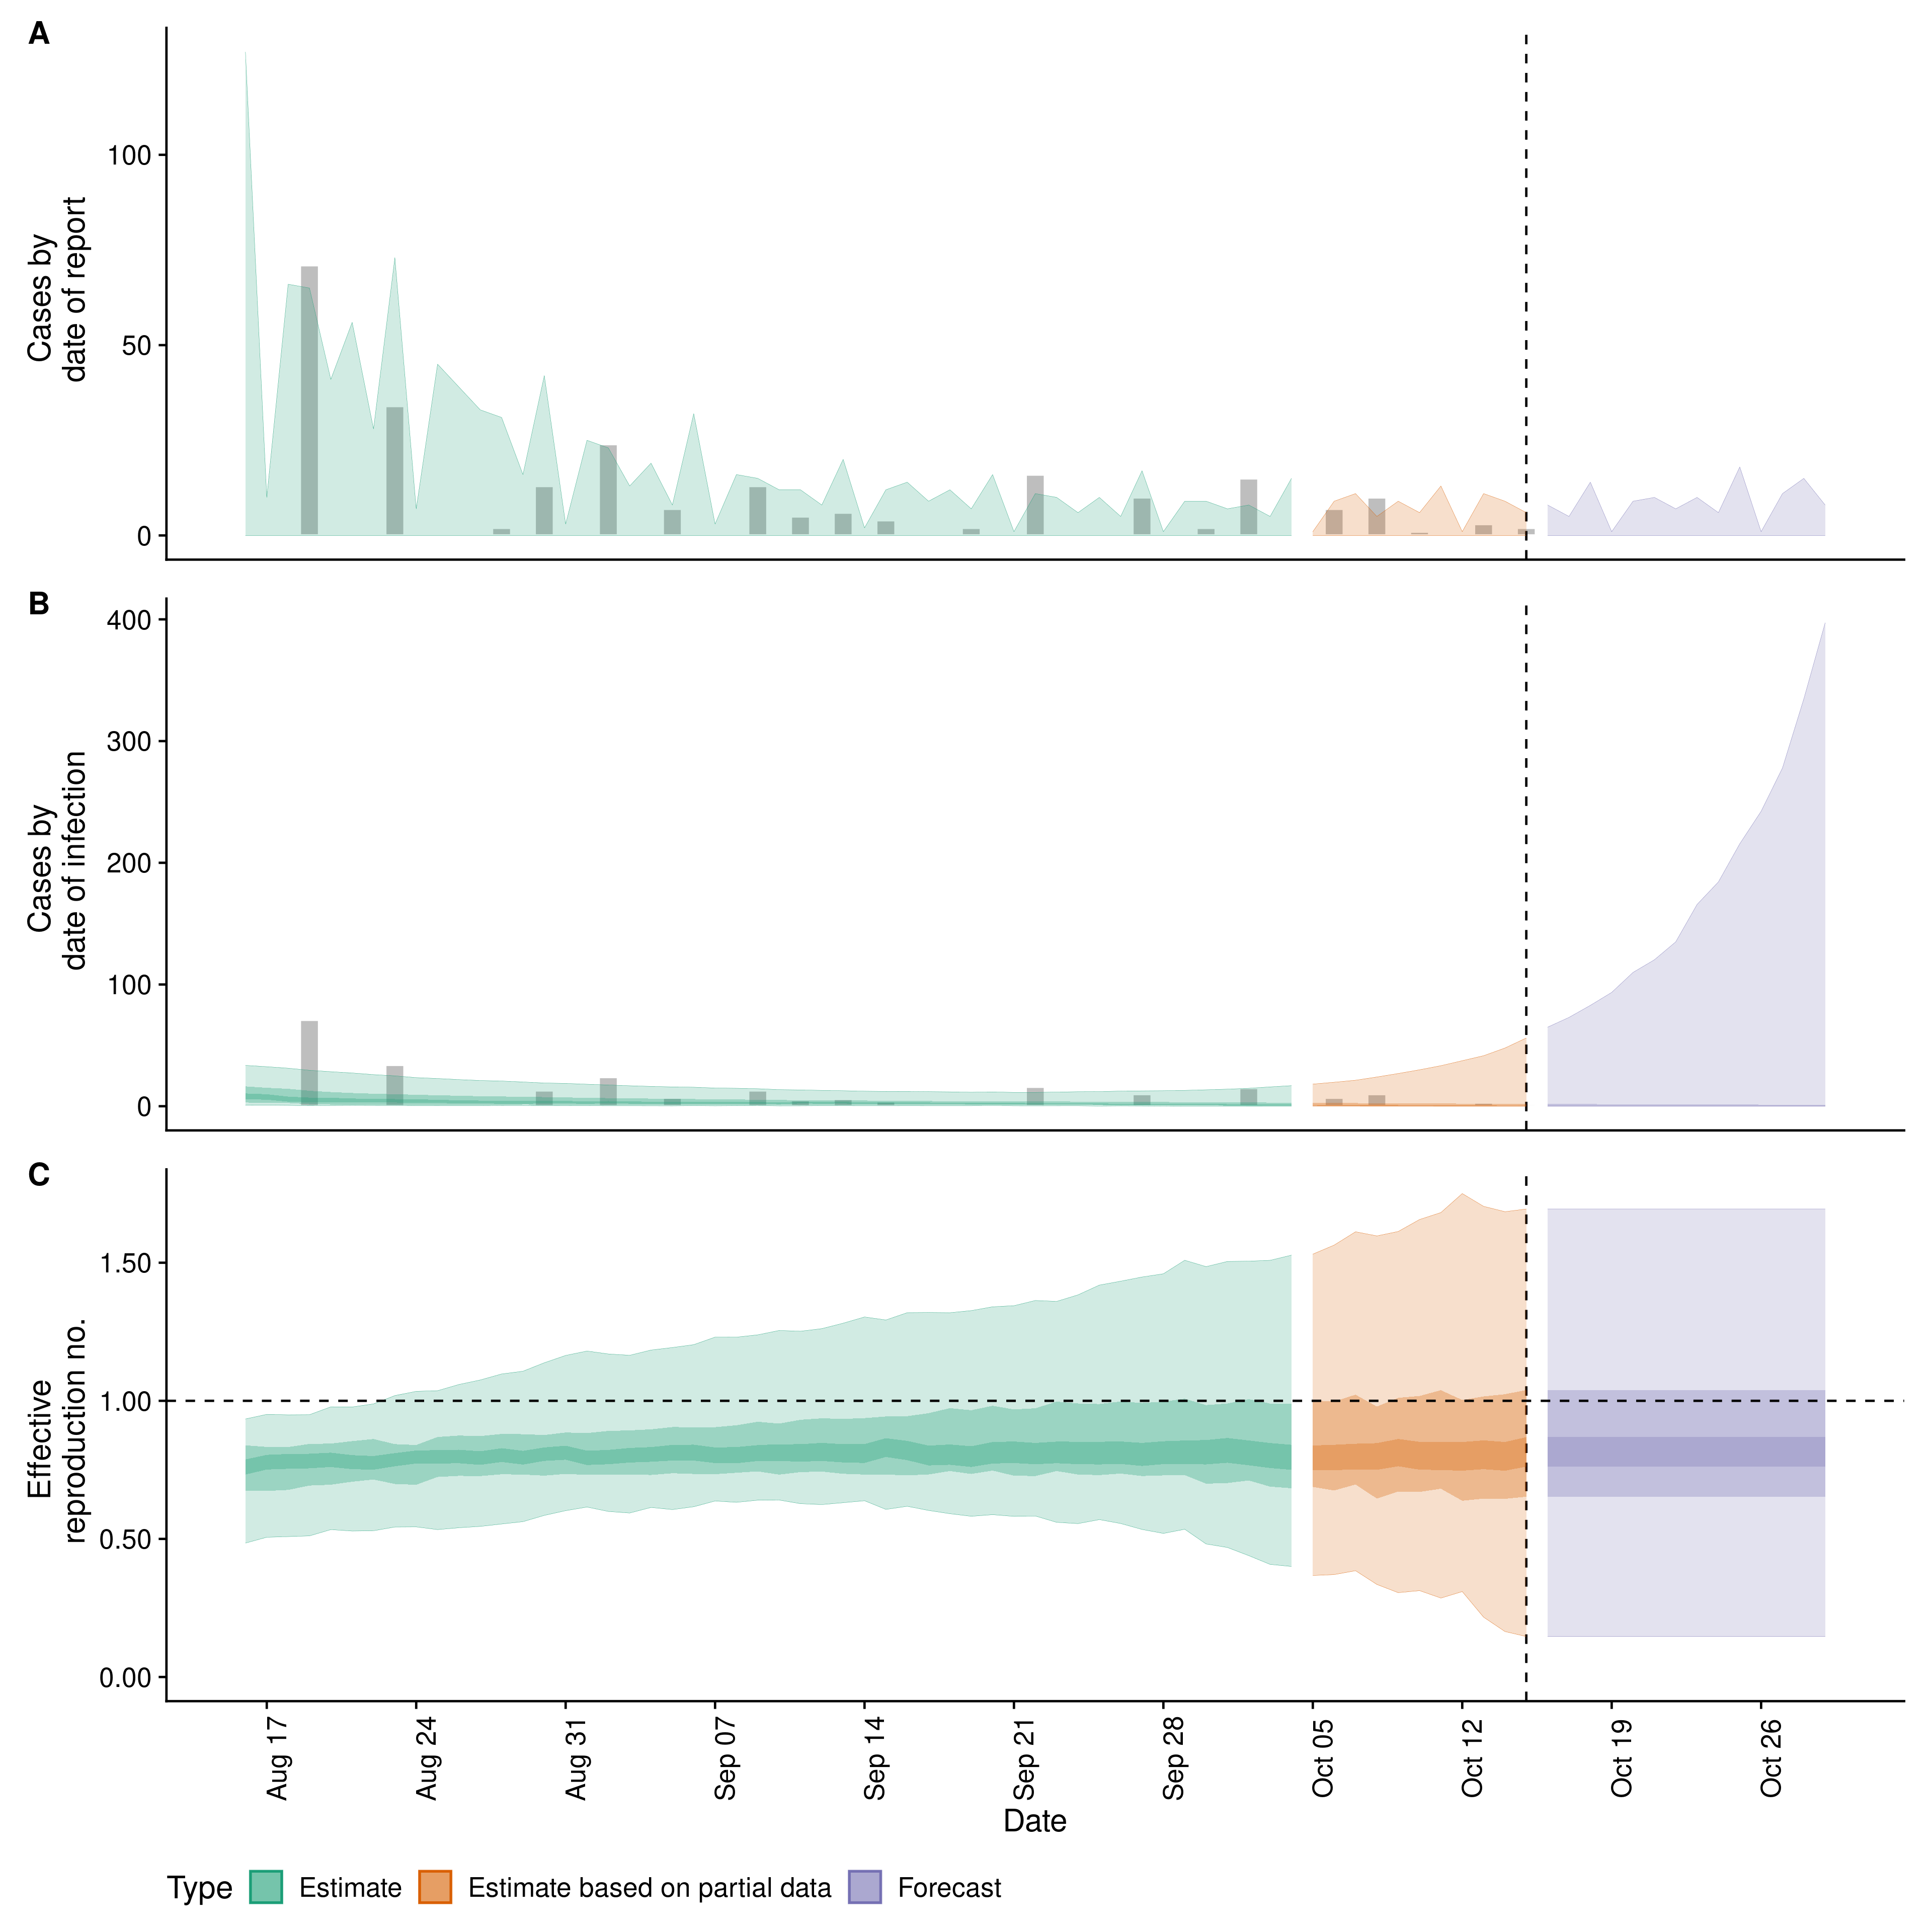 A
Cases by
date of report
100
50
0
B
Cases by
date of infection
400
300
200
100
0
C
Effective
reproduction no.
1.50
1.00
0.50
0.00
Aug 17
Aug 24
Aug 31
Sep 07
Sep 14
Sep 21
Sep 28
Oct 05
Oct 12
Oct 19
Oct 26
Date
Type Estimate Estimate based on partial data Forecast